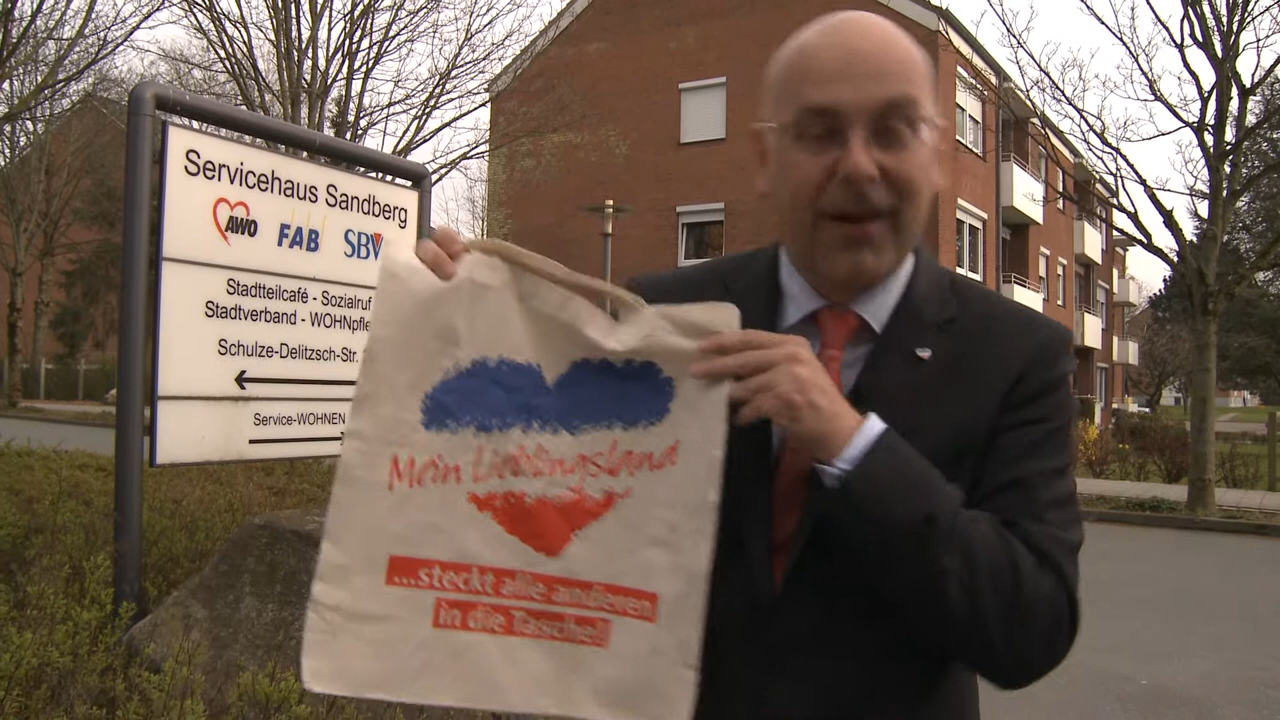 Servicehaus Sandberg
AWO FAB SBV
Stadtteilcafé - Sozialruf
Stadtverband - WOHNpfle
Schulze-Delitzsch-Str.
Service-WOHNEN
Mein Lieblingsland
...steckt alle anderen
in die Tasche!